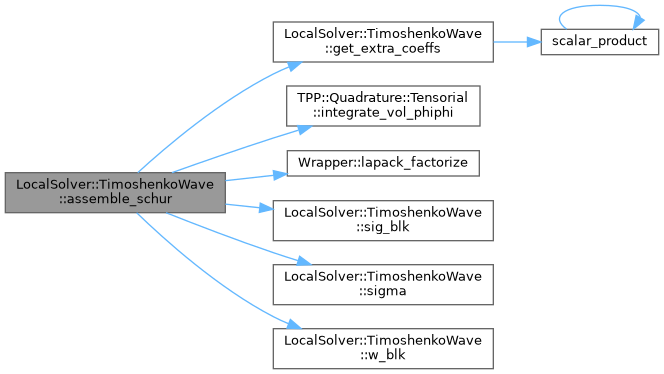 LocalSolver::TimoshenkoWave
::assemble_schur
LocalSolver::TimoshenkoWave
::get_extra_coeffs
scalar_product
TPP::Quadrature::Tensorial
::integrate_vol_phiphi
Wrapper::lapack_factorize
LocalSolver::TimoshenkoWave
::sig_blk
LocalSolver::TimoshenkoWave
::sigma
LocalSolver::TimoshenkoWave
::w_blk